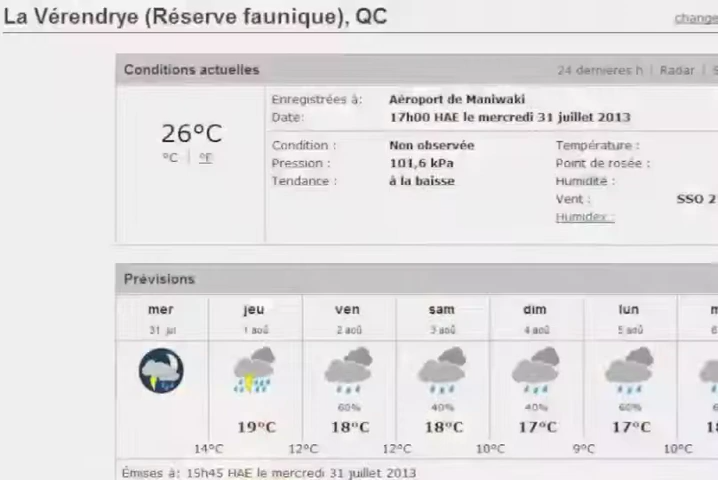 La Vérendrye (Réserve faunique), QC
change
Conditions actuelles
24 dernières h | Radar |
26°C
°C | °F
Enregistrées à: Aéroport de Maniwaki
Date: 17h00 HAE le mercredi 31 juillet 2013
Condition : Non observée
Pression : 101,6 kPa
Tendance : à la baisse
Température :
Point de rosée :
Humidité :
Vent : SSO 2
Humidex :
Prévisions
mer jeu ven sam dim lun
31 jul 1 aoû 2 aoû 3 aoû 4 aoû 5 aoû
60% 40% 40% 60%
19°C 18°C 18°C 17°C 17°C
14°C 12°C 12°C 10°C 9°C 10°C
Émises à: 15h45 HAE le mercredi 31 juillet 2013